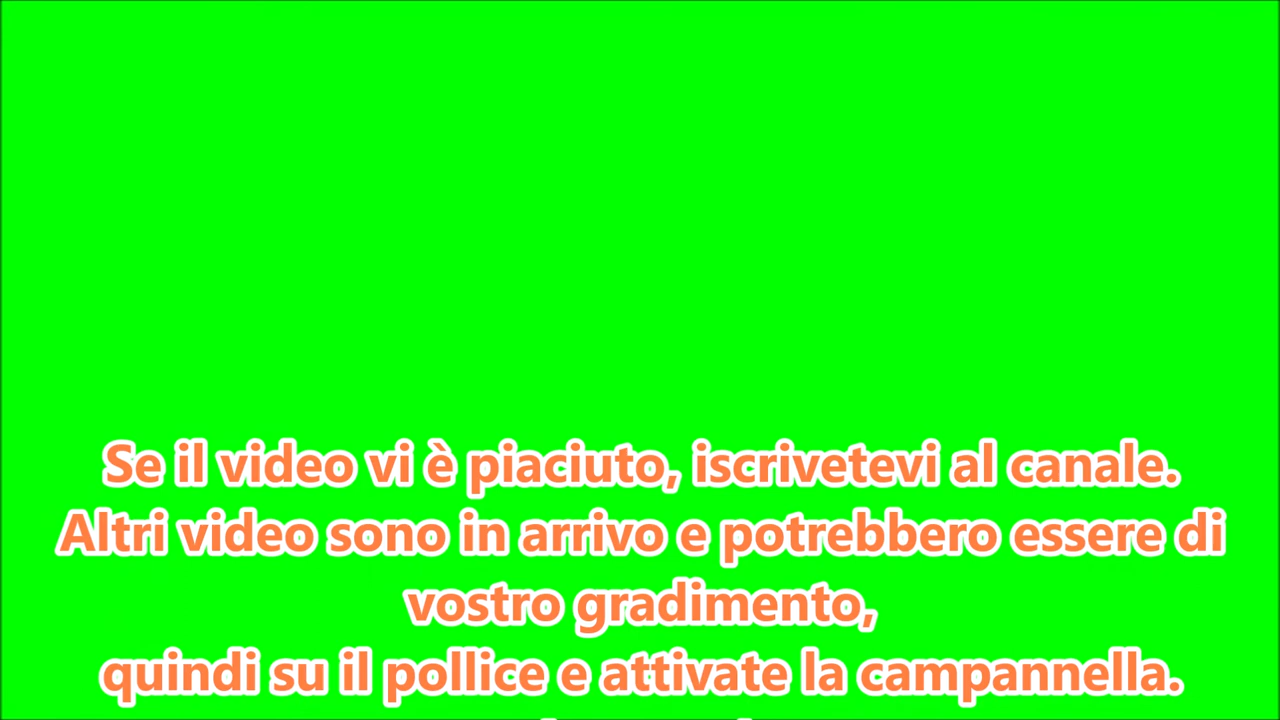 Se il video vi è piaciuto, iscrivetevi al canale.
Altri video sono in arrivo e potrebbero essere di
vostro gradimento,
quindi su il pollice e attivate la campannella.